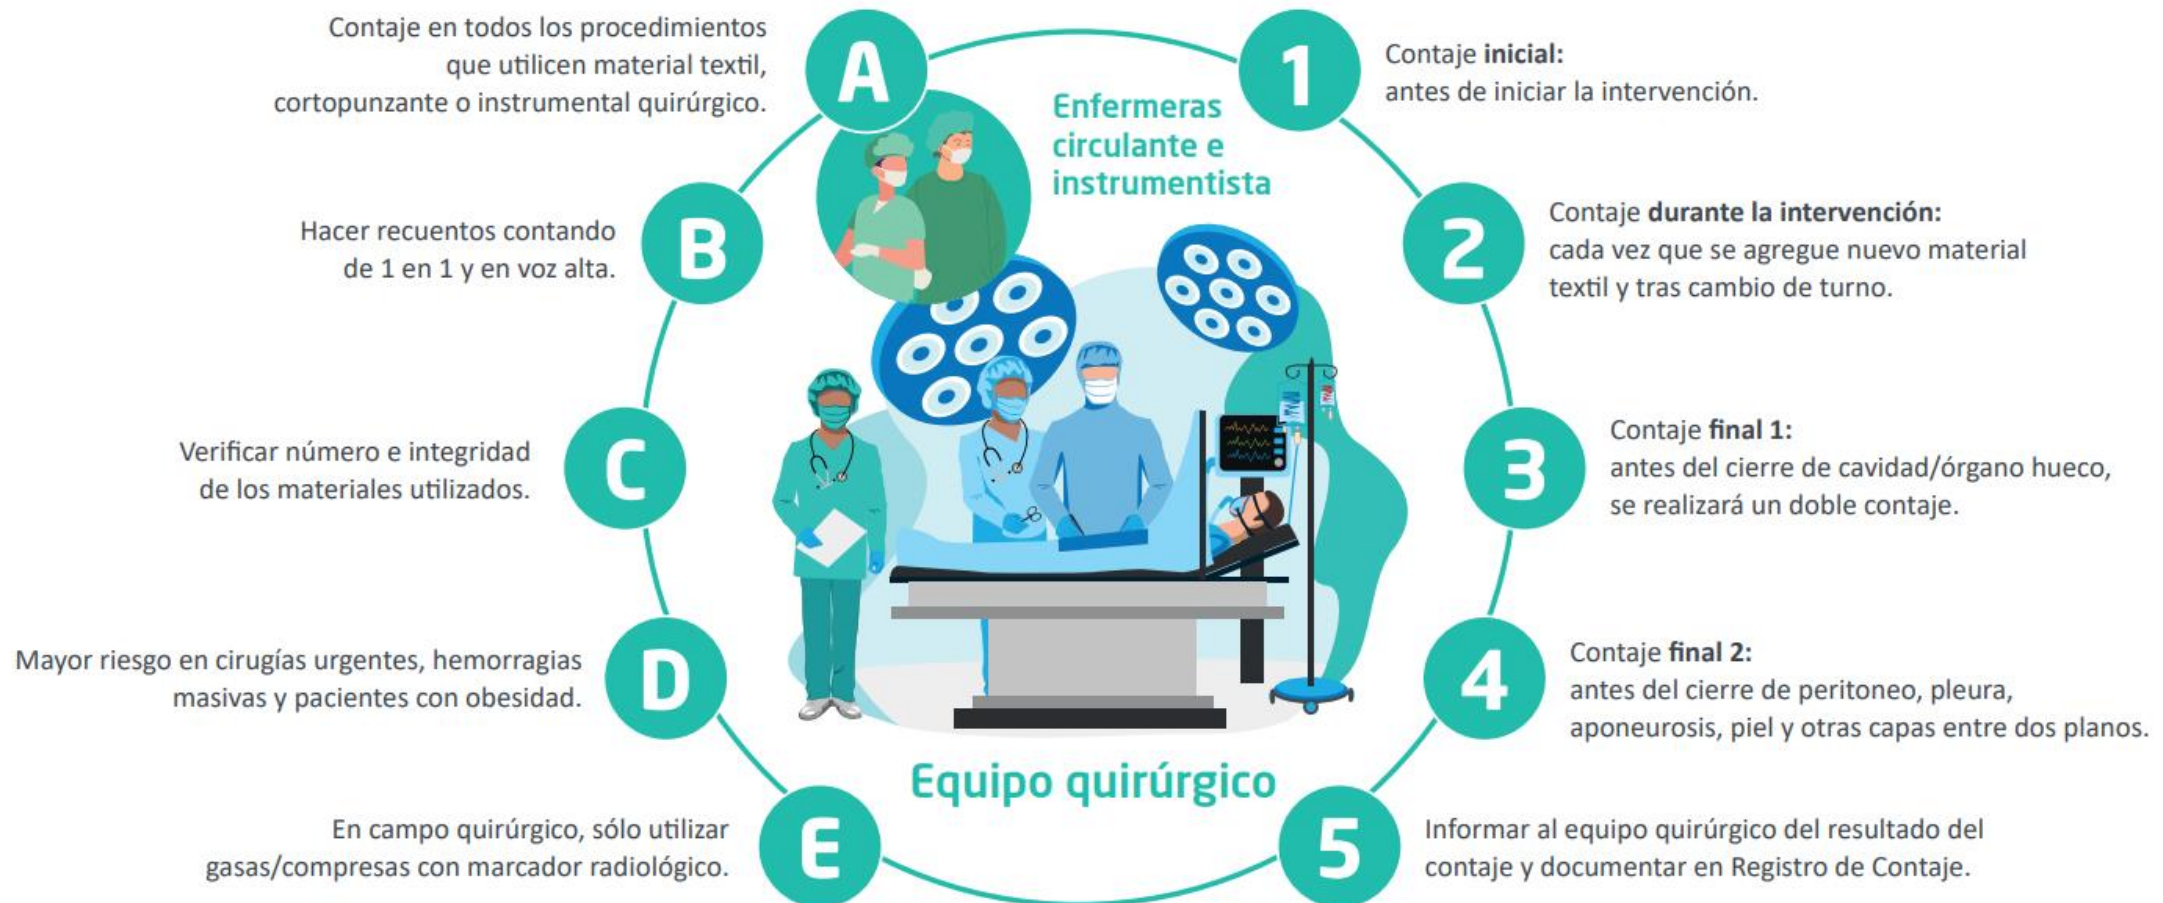 A
Contaje en todos los procedimientos
que utilicen material textil,
cortopunzante o instrumental quirúrgico.
B
Hacer recuentos contando
de 1 en 1 y en voz alta.
C
Verificar número e integridad
de los materiales utilizados.
D
Mayor riesgo en cirugías urgentes, hemorragias
masivas y pacientes con obesidad.
E
En campo quirúrgico, sólo utilizar
gasas/compresas con marcador radiológico.
Enfermeras
circulante e
instrumentista
Equipo quirúrgico
1
Contaje inicial:
antes de iniciar la intervención.
2
Contaje durante la intervención:
cada vez que se agregue nuevo material
textil y tras cambio de turno.
3
Contaje final 1:
antes del cierre de cavidad/órgano hueco,
se realizará un doble contaje.
4
Contaje final 2:
antes del cierre de peritoneo, pleura,
aponeurosis, piel y otras capas entre dos planos.
5
Informar al equipo quirúrgico del resultado del
contaje y documentar en Registro de Contaje.